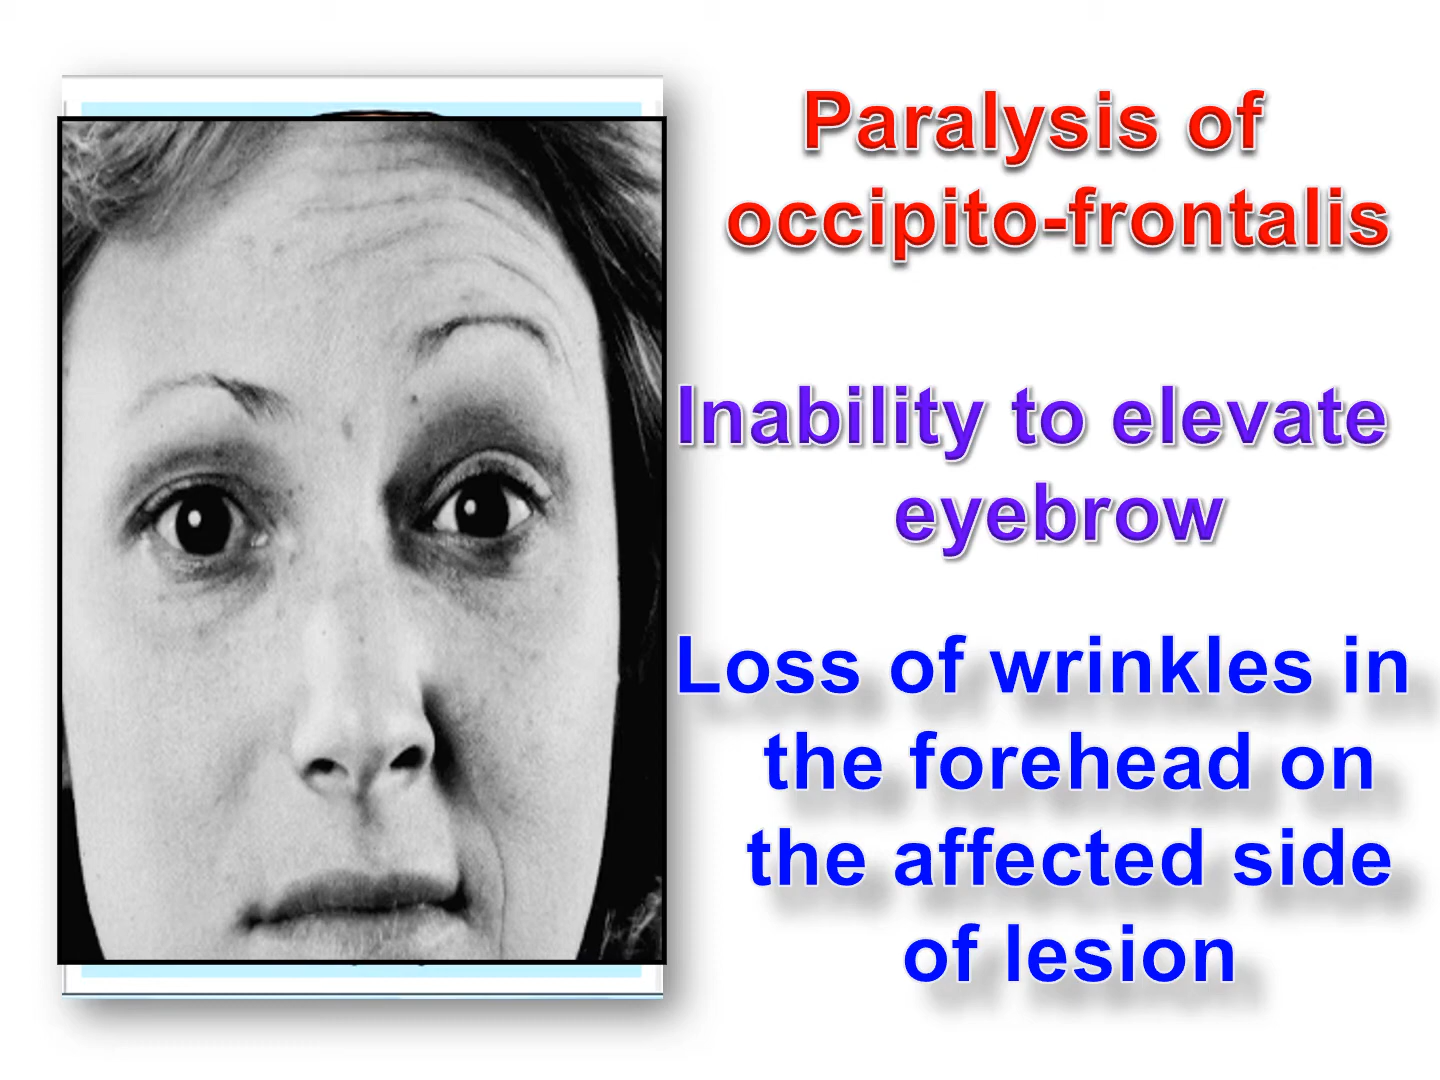 Paralysis of
occipito-frontalis
Inability to elevate
eyebrow
Loss of wrinkles in
the forehead on
the affected side
of lesion